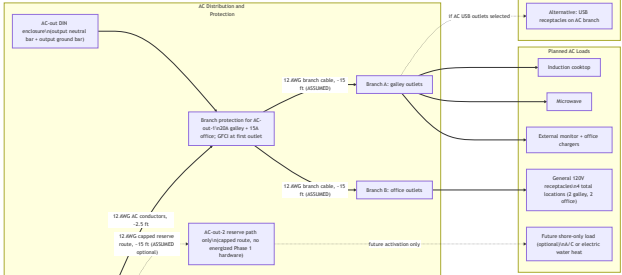 AC Distribution and
Protection
AC-out DIN
enclosure\n(output neutral
bar + output ground bar)
If AC USB outlets selected
Alternative: USB
receptacles on AC branch
Planned AC Loads
Induction cooktop
12 AWG branch cable, ~15
ft (ASSUMED)
Branch A: galley outlets
Microwave
Branch protection for AC-
out-1\n20A galley + 15A
office; GFCI at first outlet
External monitor + office
chargers
12 AWG branch cable, ~15
ft (ASSUMED)
Branch B: office outlets
General 120V
receptacles\n4 total
locations (2 galley, 2
office)
12 AWG AC conductors,
~2.5 ft
12 AWG capped reserve
route, ~15 ft (ASSUMED
optional)
AC-out-2 reserve path
only\n(capped route, no
energized Phase 1
hardware)
future activation only
Future shore-only load
(optional)\nA/C or electric
water heat